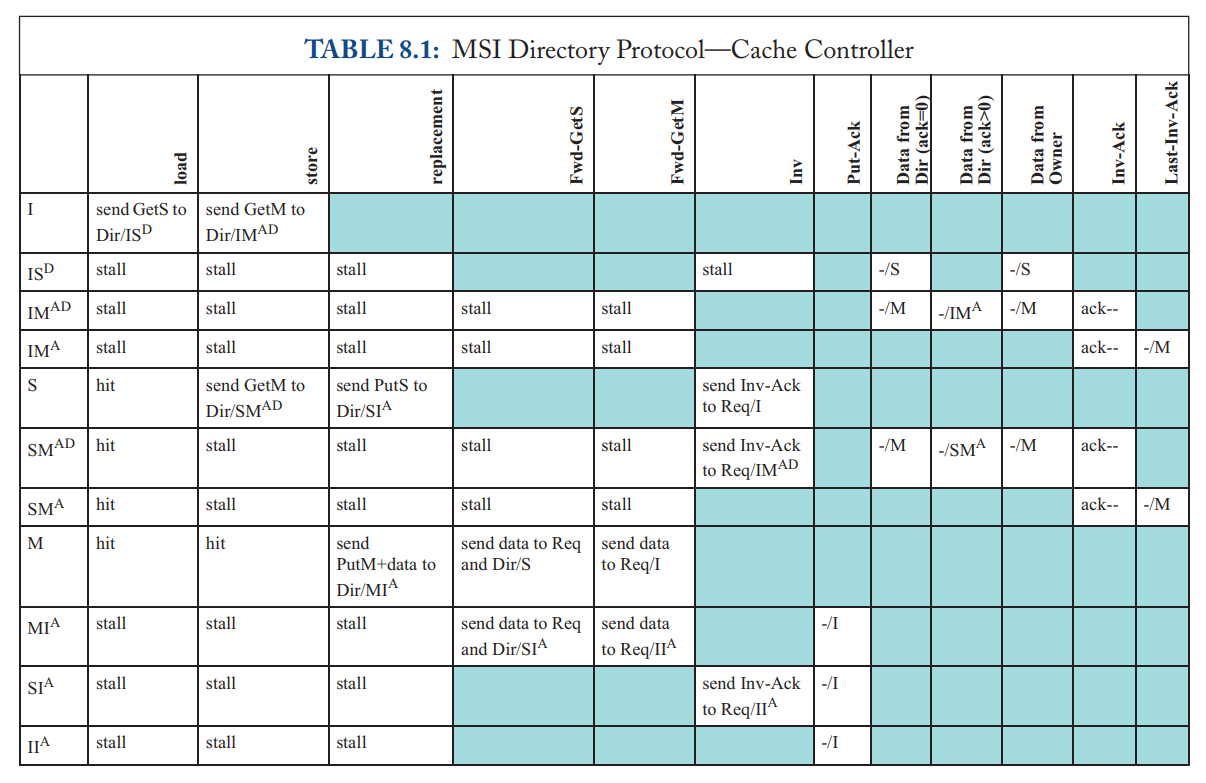 TABLE 8.1: MSI Directory Protocol—Cache Controller
load store replacement Fwd-GetS Fwd-GetM Inv Put-Ack Data from Dir (ack=0) Data from Dir (ack>0) Data from Owner Inv-Ack Last-Inv-Ack
I send GetS to Dir/IS^D send GetM to Dir/IM^AD
IS^D stall stall stall stall -/S -/S
IM^AD stall stall stall stall stall -/M -/IM^A -/M ack--
IM^A stall stall stall stall stall ack-- -/M
S hit send GetM to Dir/SM^AD send PutS to Dir/SI^A send Inv-Ack to Req/I
SM^AD hit stall stall stall stall send Inv-Ack to Req/IM^AD -/M -/SM^A -/M ack--
SM^A hit stall stall stall stall ack-- -/M
M hit hit send PutM+data to Dir/MI^A send data to Req and Dir/S send data to Req/I
MI^A stall stall stall send data to Req and Dir/SI^A send data to Req/II^A -/I
SI^A stall stall stall send Inv-Ack to Req/II^A -/I
II^A stall stall stall -/I